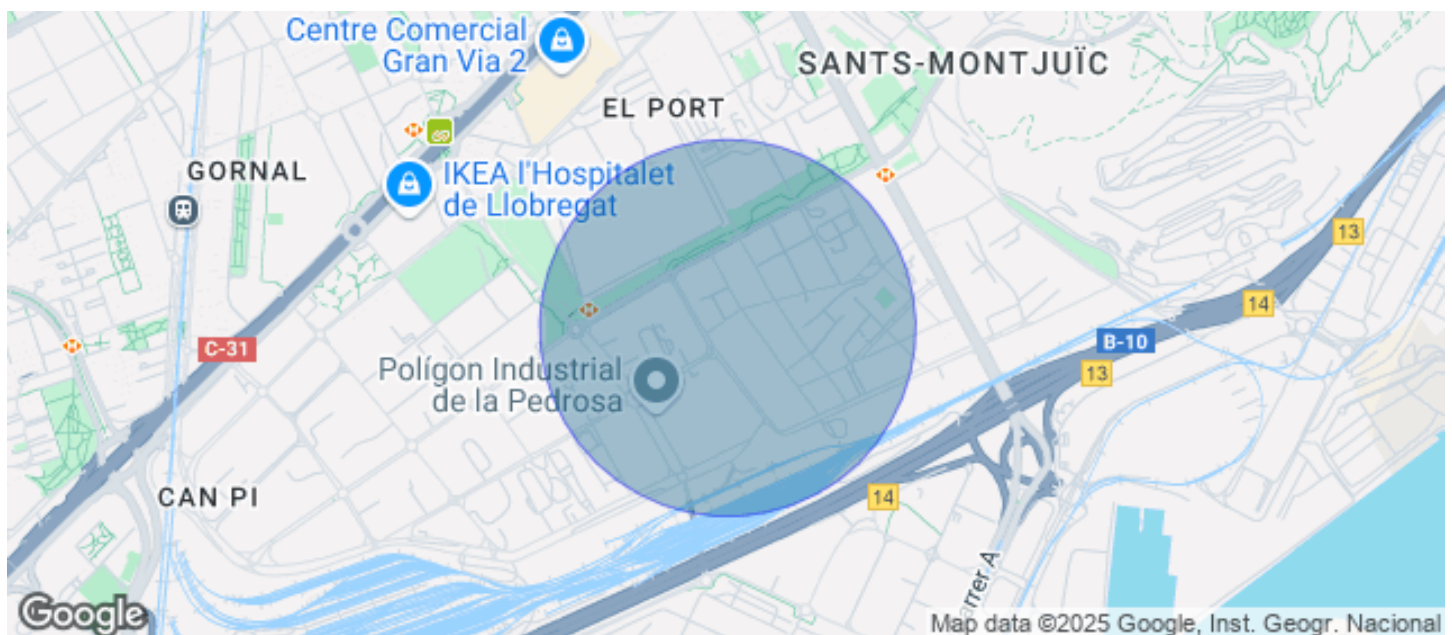 Centre Comercial
Gran Via 2
SANTS-MONTJUÏC
EL PORT
GORNAL
IKEA l'Hospitalet
de Llobregat
13
14
C-31
B-10
13
Polígon Industrial
de la Pedrosa
CAN PI
14
arrer A
Google
Map data ©2025 Google, Inst. Geogr. Nacional